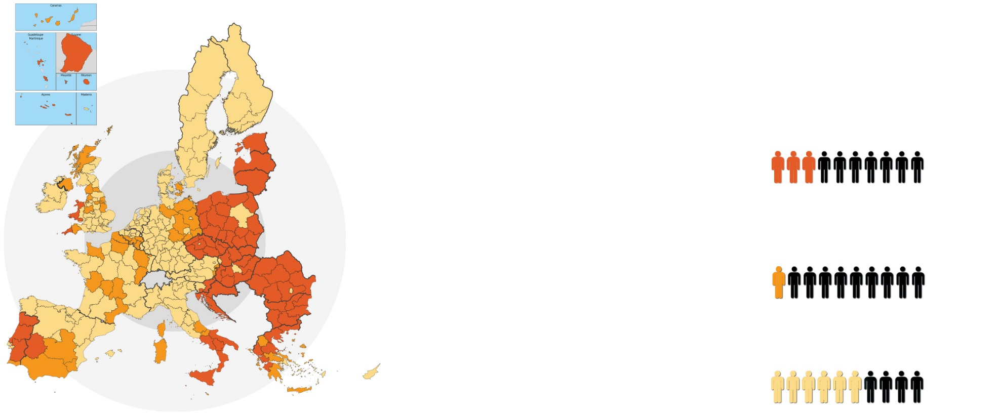 Canarias
Guadeloupe
Martinique
Guyane
Mayotte
Réunion
Açores
Madeira